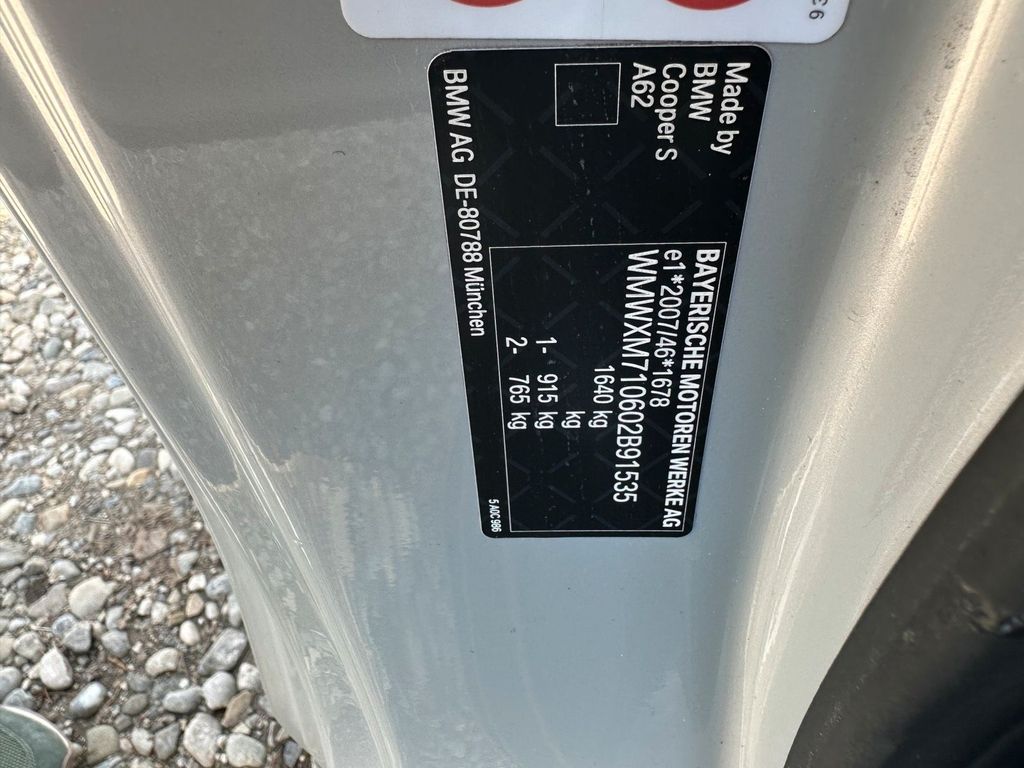 36
Made by
BMW
Cooper S
A62
BAYERISCHE MOTOREN WERKE AG
e1*2007/46*1678
WMWXM710602B91535
1640 kg
kg
1- 915 kg
2- 765 kg
BMW AG DE-80788 München
5 A0C 986